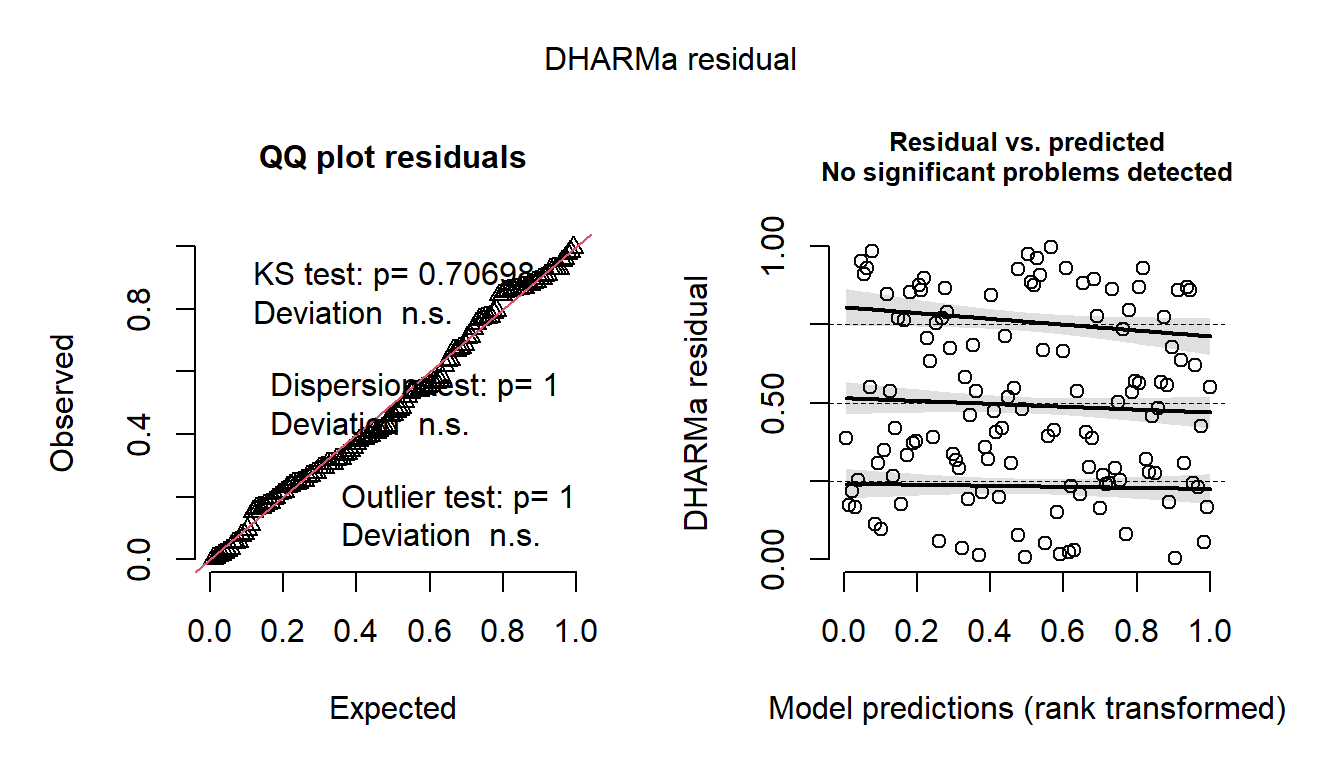 DHARMa residual
QQ plot residuals
KS test: p= 0.70698
Deviation  n.s.
Dispersion test: p= 1
Deviation  n.s.
Outlier test: p= 1
Deviation  n.s.
Observed
0.0 0.4 0.8
0.0 0.2 0.4 0.6 0.8 1.0
Expected
Residual vs. predicted
No significant problems detected
DHARMa residual
0.00 0.50 1.00
0.0 0.2 0.4 0.6 0.8 1.0
Model predictions (rank transformed)